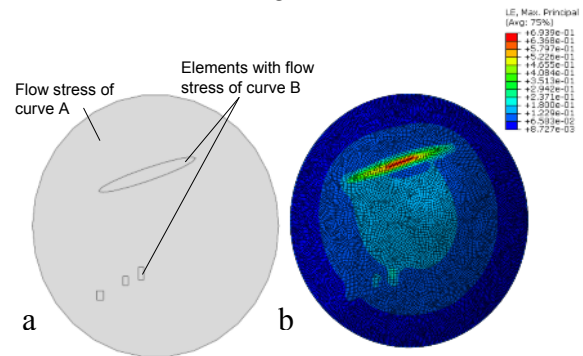 LE, Max. Principal
(Avg: 75%)
+6.939e-01
+6.368e-01
+5.797e-01
+5.226e-01
+4.655e-01
+4.084e-01
+3.513e-01
+2.942e-01
+2.371e-01
+1.800e-01
+1.229e-01
+6.583e-02
+8.727e-03
Elements with flow
stress of curve B
Flow stress of
curve A
a
b